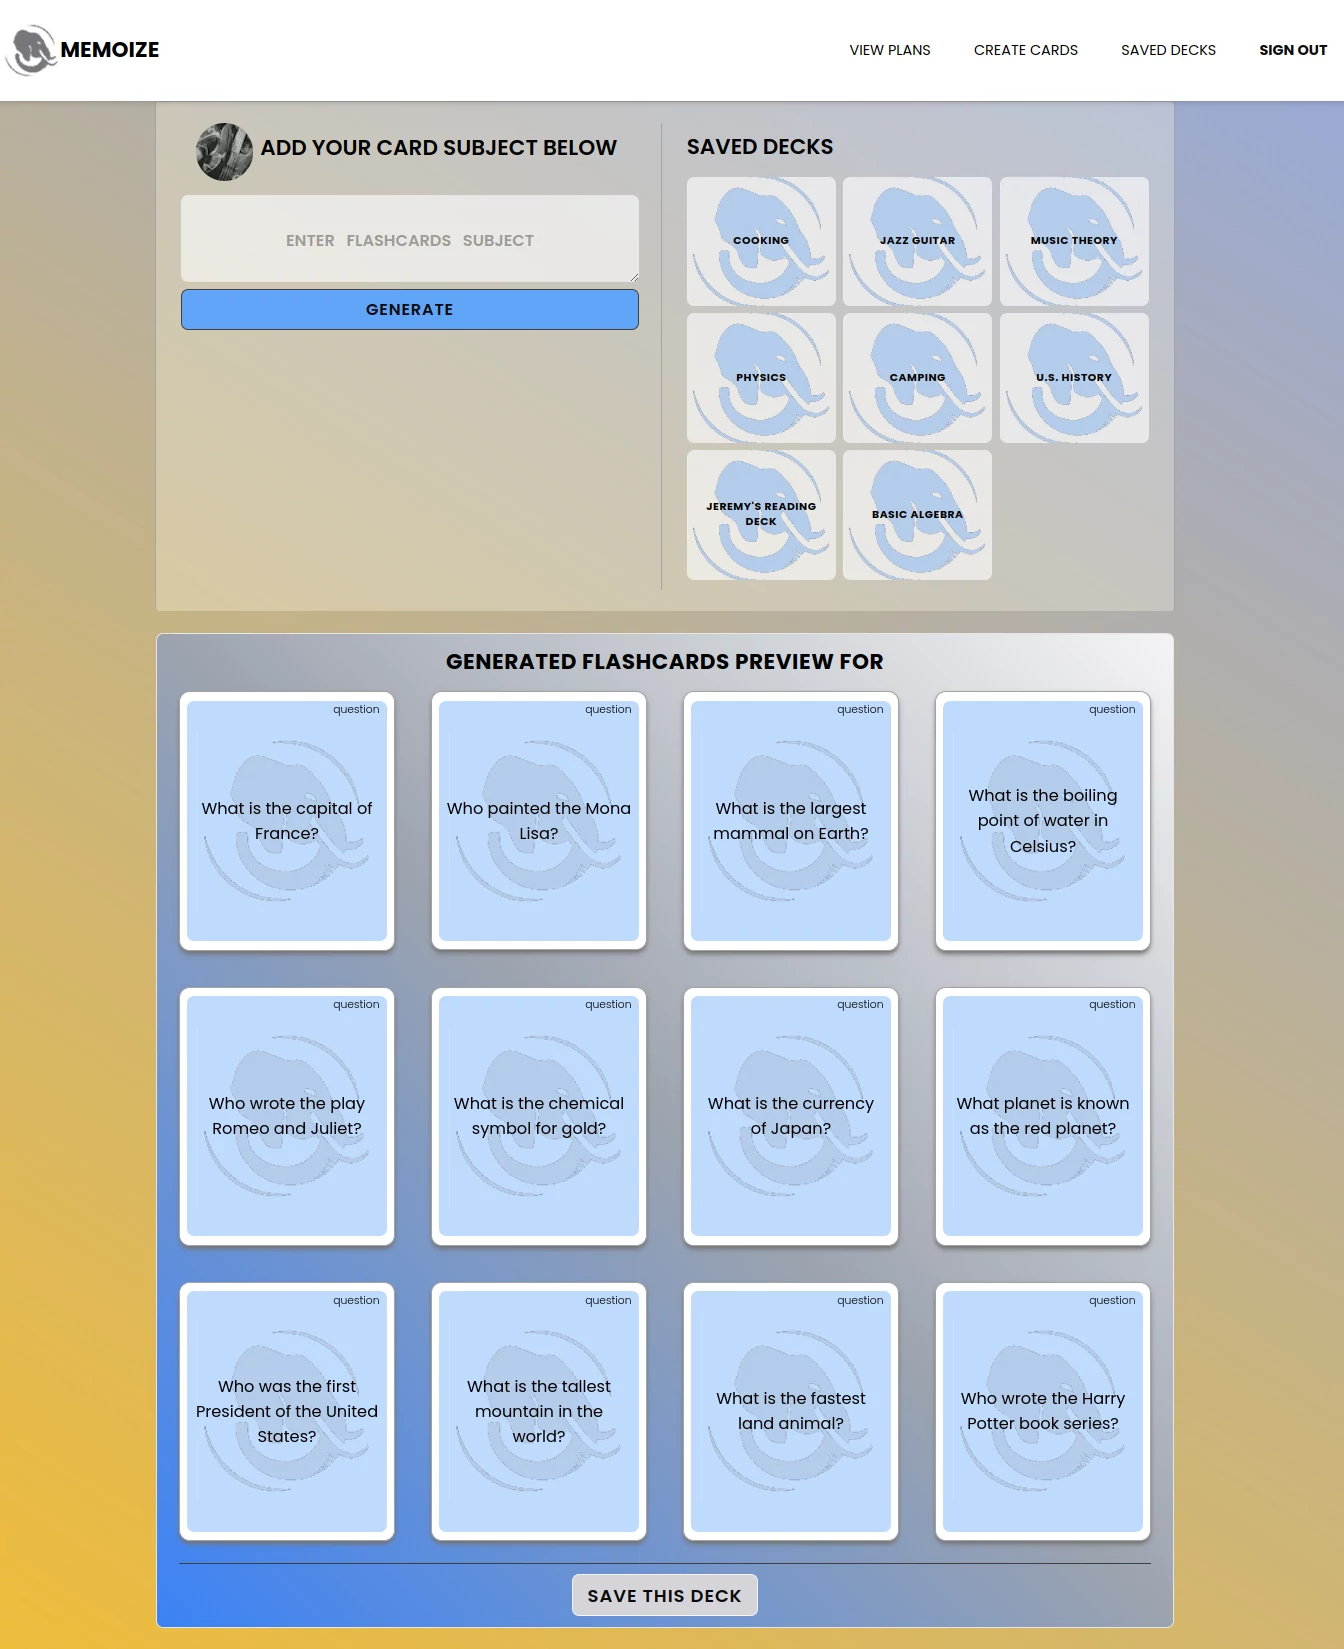 MEMOIZE
VIEW PLANS
CREATE CARDS
SAVED DECKS
SIGN OUT
ADD YOUR CARD SUBJECT BELOW
ENTER FLASHCARDS SUBJECT
GENERATE
SAVED DECKS
COOKING
JAZZ GUITAR
MUSIC THEORY
PHYSICS
CAMPING
U.S. HISTORY
JEREMY'S READING
DECK
BASIC ALGEBRA
GENERATED FLASHCARDS PREVIEW FOR
question
What is the capital of
France?
question
Who painted the Mona
Lisa?
question
What is the largest
mammal on Earth?
question
What is the boiling
point of water in
Celsius?
question
Who wrote the play
Romeo and Juliet?
question
What is the chemical
symbol for gold?
question
What is the currency
of Japan?
question
What planet is known
as the red planet?
question
Who was the first
President of the United
States?
question
What is the tallest
mountain in the
world?
question
What is the fastest
land animal?
question
Who wrote the Harry
Potter book series?
SAVE THIS DECK